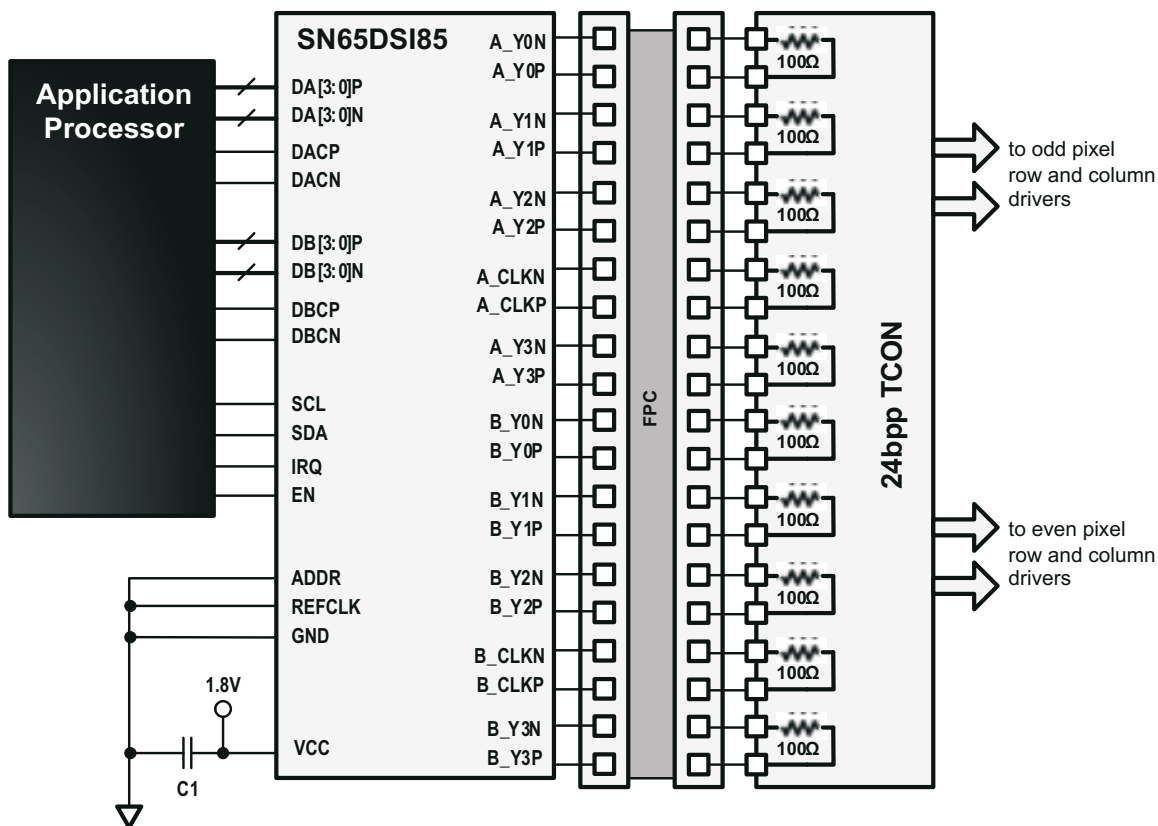 SN65DSI85
Application
Processor
DA[3:0]P
DA[3:0]N
DACP
DACN
DB[3:0]P
DB[3:0]N
DBCP
DBCN
SCL
SDA
IRQ
EN
ADDR
REFCLK
GND
VCC
1.8V
C1
A_Y0N
A_Y0P
A_Y1N
A_Y1P
A_Y2N
A_Y2P
A_CLKN
A_CLKP
A_Y3N
A_Y3P
B_Y0N
B_Y0P
B_Y1N
B_Y1P
B_Y2N
B_Y2P
B_CLKN
B_CLKP
B_Y3N
B_Y3P
FPC
100Ω
100Ω
100Ω
100Ω
100Ω
100Ω
100Ω
100Ω
100Ω
100Ω
24bpp TCON
to odd pixel
row and column
drivers
to even pixel
row and column
drivers